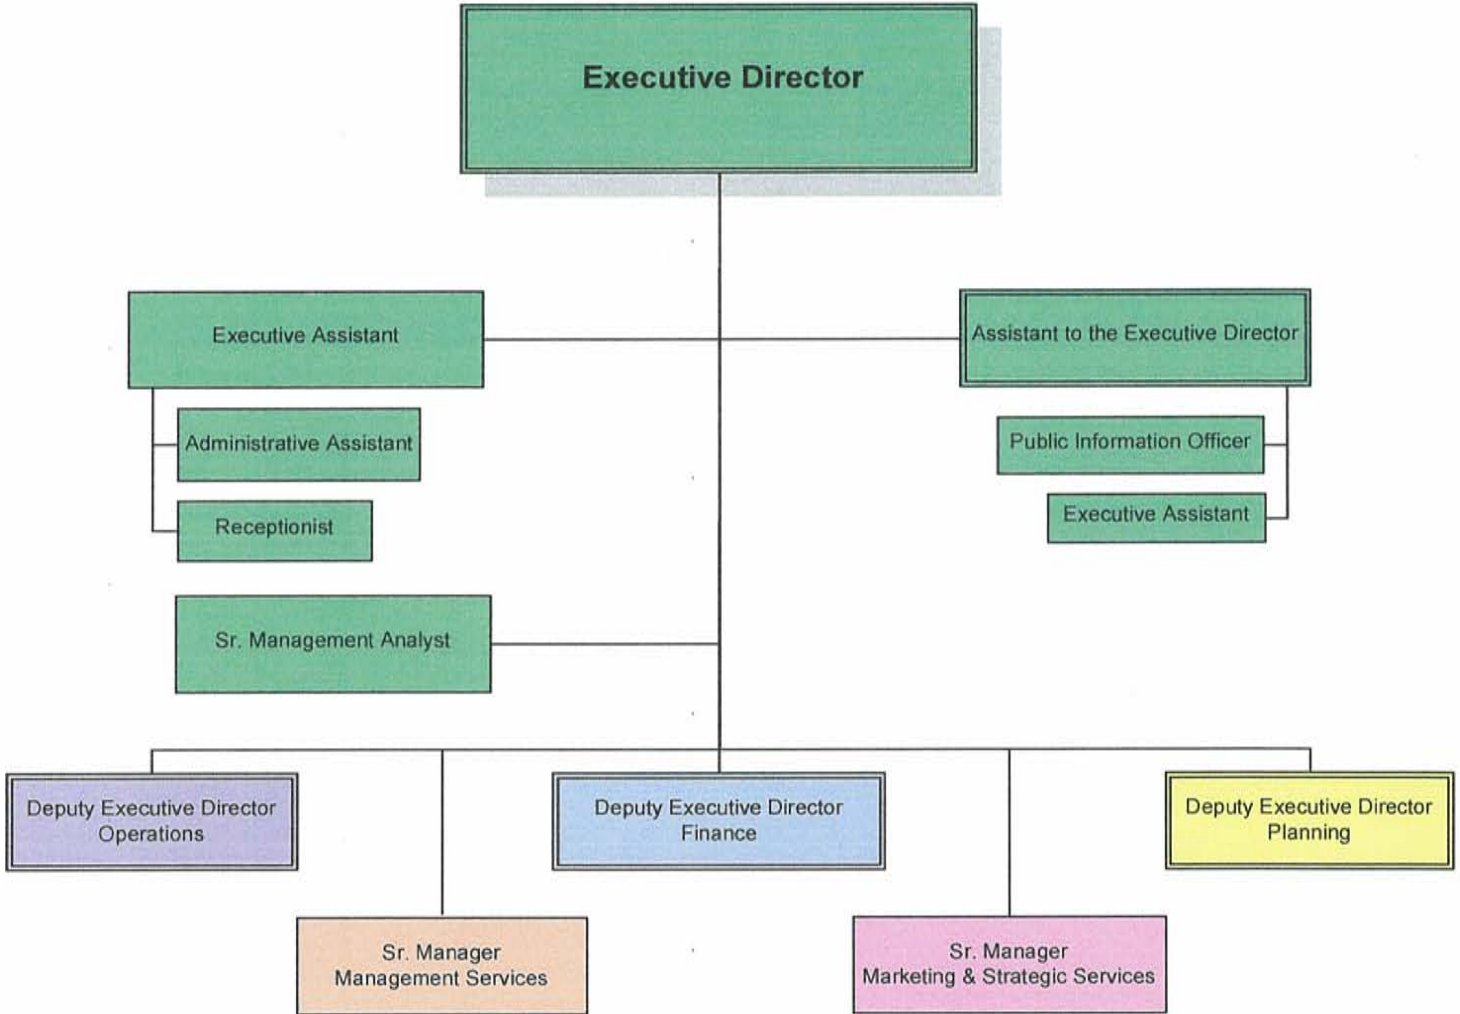 Executive Director
Executive Assistant
Assistant to the Executive Director
Administrative Assistant
Public Information Officer
Receptionist
Executive Assistant
Sr. Management Analyst
Deputy Executive Director
Operations
Deputy Executive Director
Finance
Deputy Executive Director
Planning
Sr. Manager
Management Services
Sr. Manager
Marketing & Strategic Services